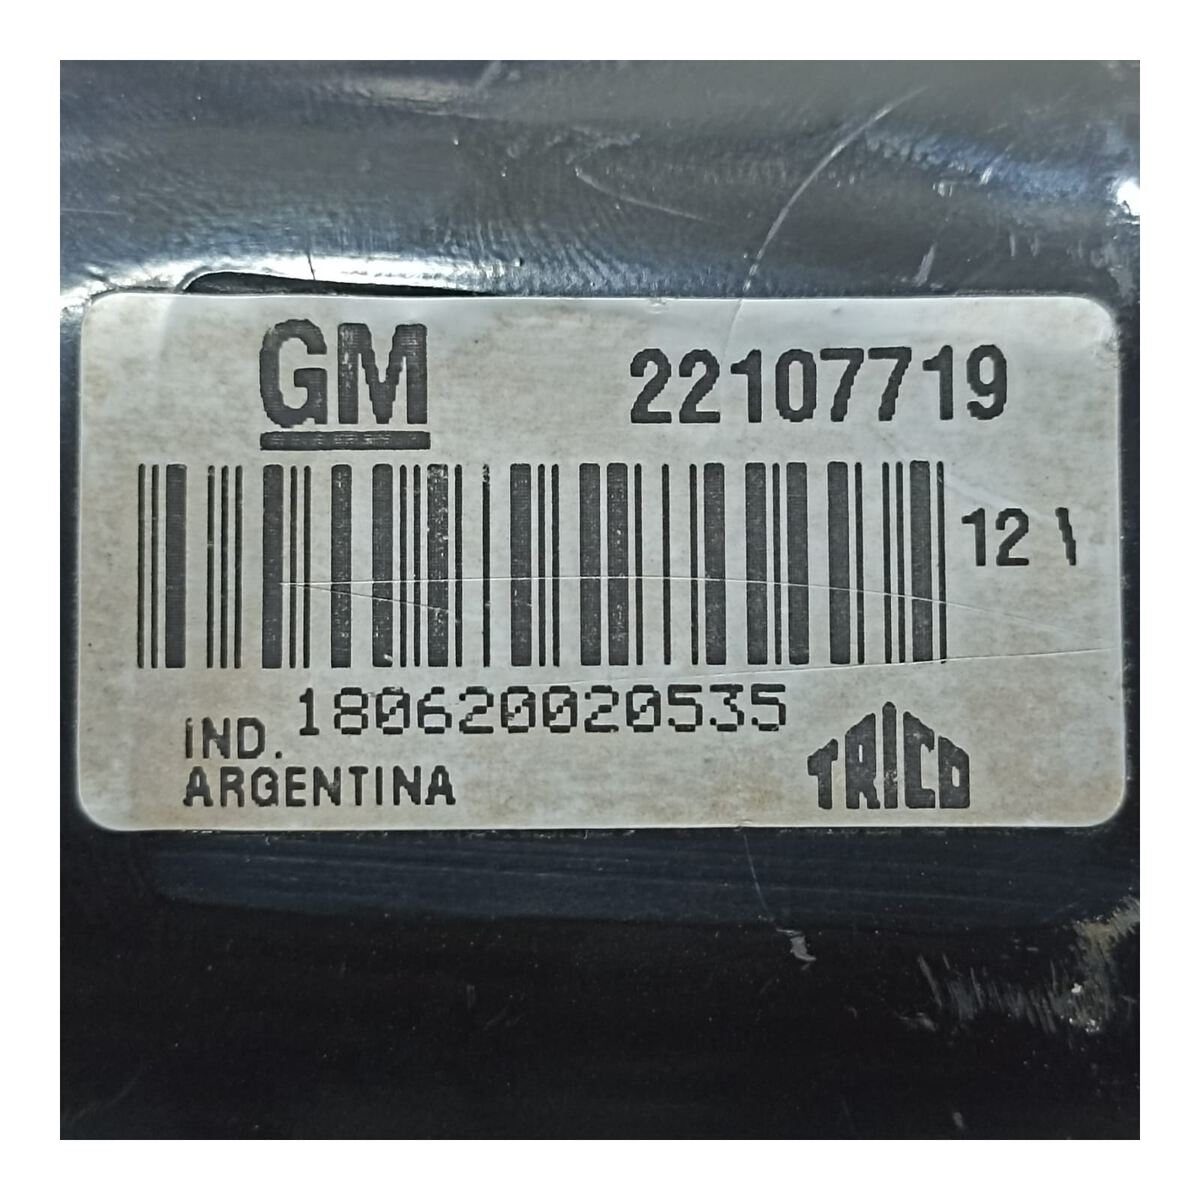 GM 22107719
12 V
180620020535
IND.
ARGENTINA
TRICO